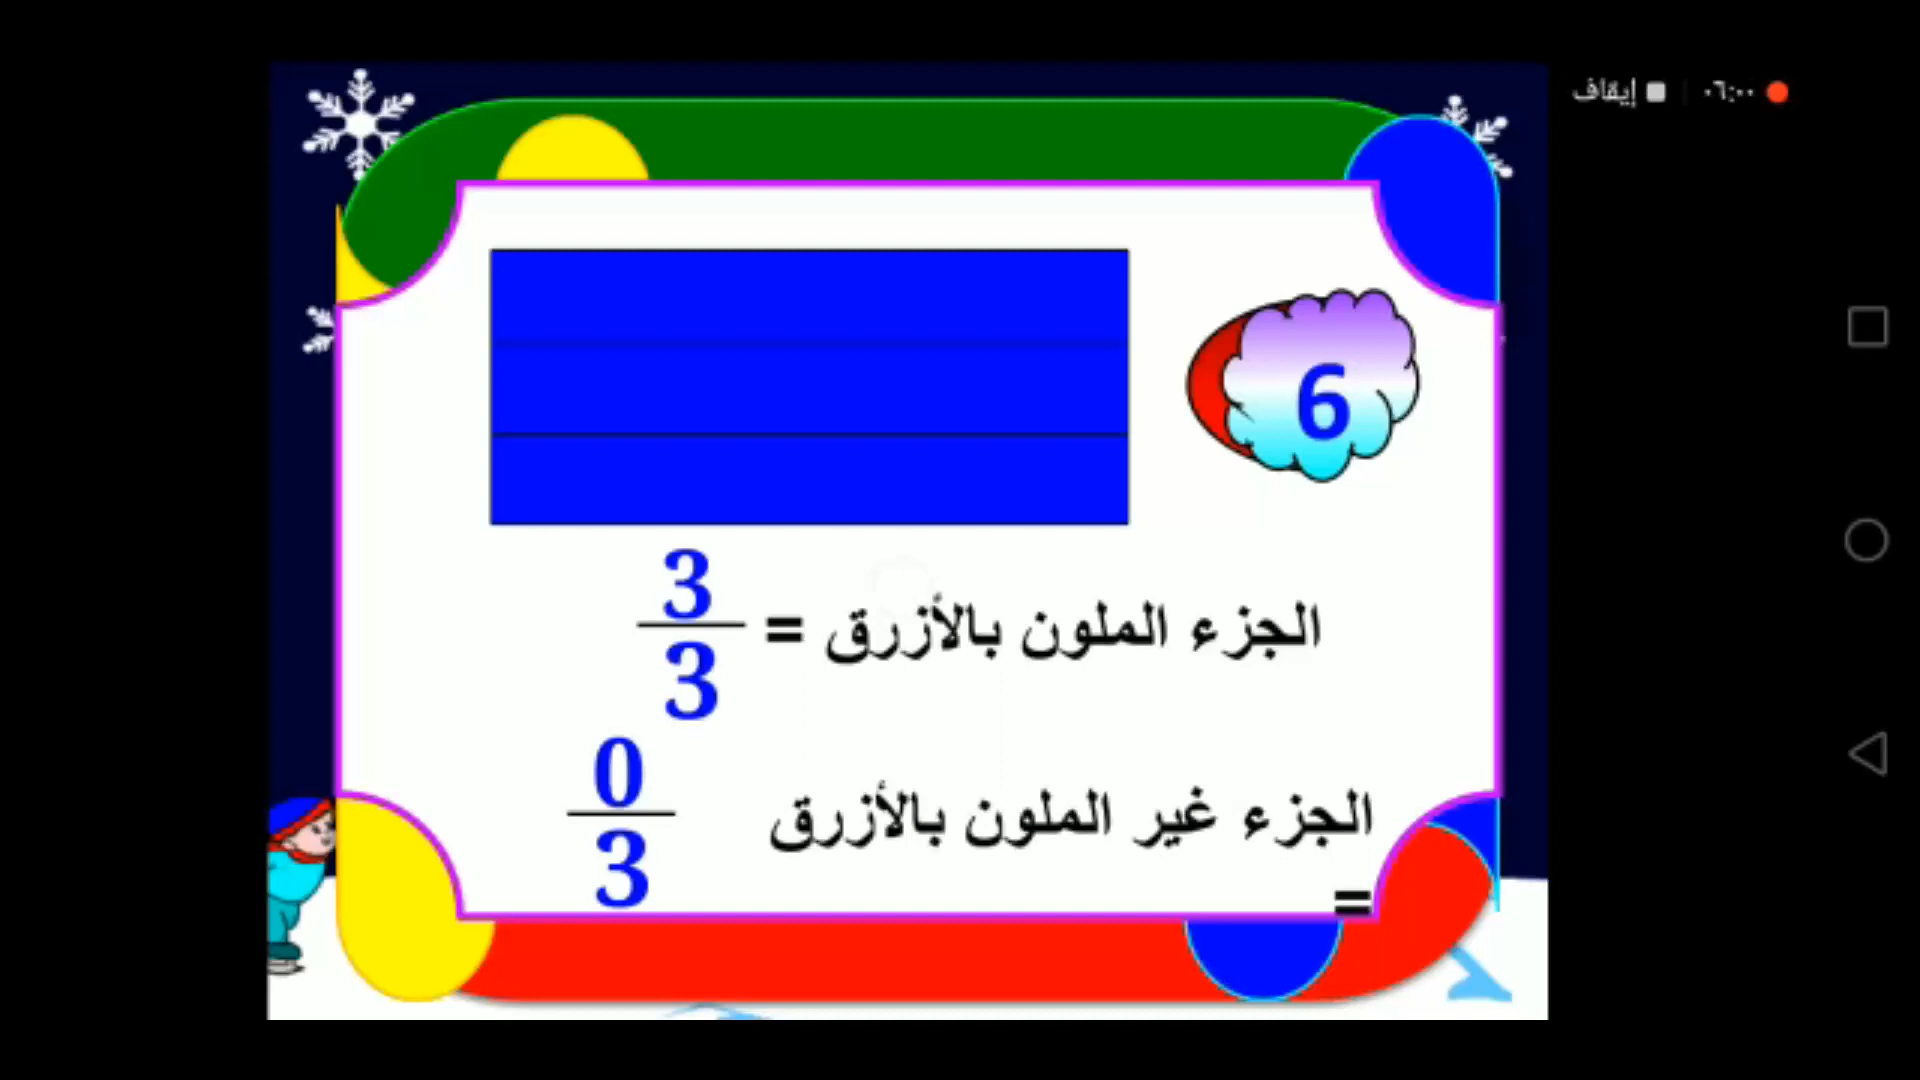 ٠٦:٠٠ إيقاف
6
الجزء الملون بالأزرق = 3/3
الجزء غير الملون بالأزرق 0/3
=